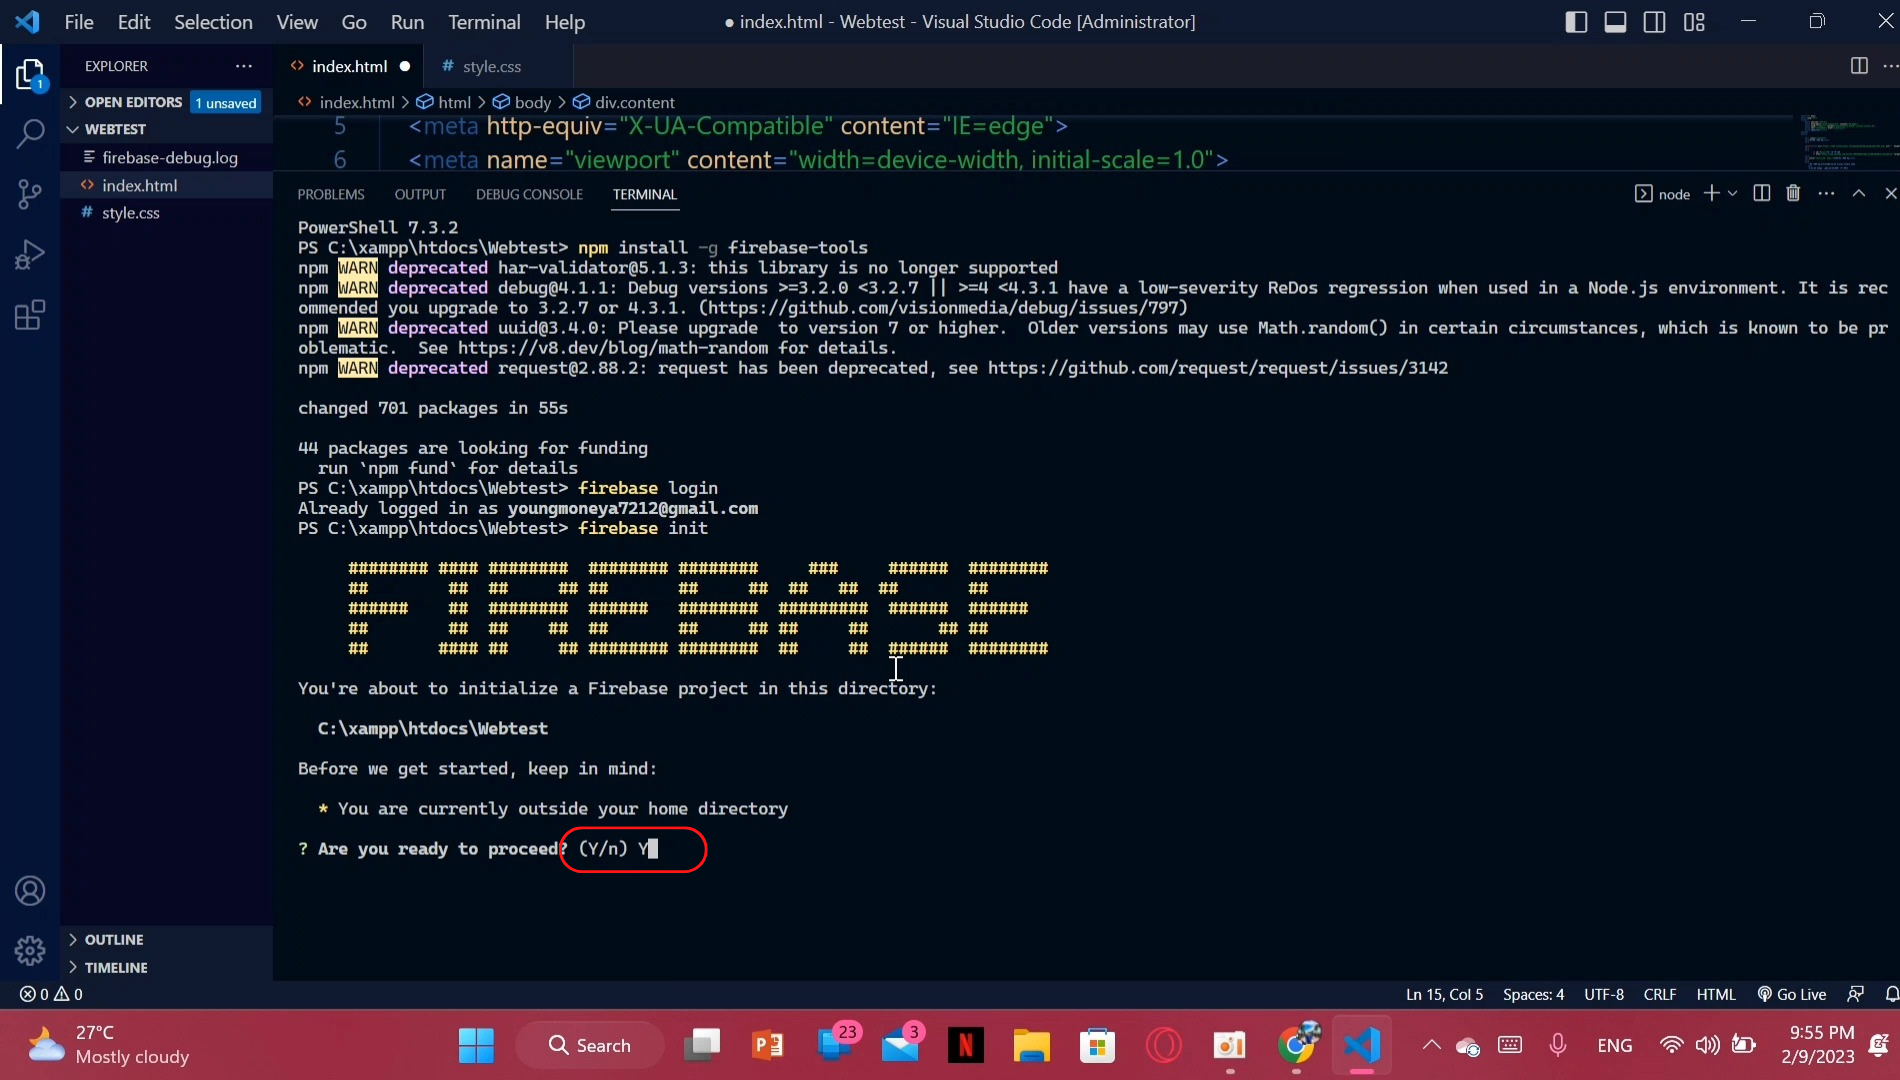 File Edit Selection View Go Run Terminal Help
● index.html - Webtest - Visual Studio Code [Administrator]
EXPLORER
1
OPEN EDITORS 1 unsaved
WEBTEST
firebase-debug.log
index.html
# style.css
OUTLINE
TIMELINE
index.html ●
# style.css
index.html > html > body > div.content
5 <meta http-equiv="X-UA-Compatible" content="IE=edge">
6 <meta name="viewport" content="width=device-width, initial-scale=1.0">
PROBLEMS OUTPUT DEBUG CONSOLE TERMINAL
node
PowerShell 7.3.2
PS C:\xampp\htdocs\Webtest> npm install -g firebase-tools
npm WARN deprecated har-validator@5.1.3: this library is no longer supported
npm WARN deprecated debug@4.1.1: Debug versions >=3.2.0 <3.2.7 || >=4 <4.3.1 have a low-severity ReDos regression when used in a Node.js environment. It is rec
ommended you upgrade to 3.2.7 or 4.3.1. (https://github.com/visionmedia/debug/issues/797)
npm WARN deprecated uuid@3.4.0: Please upgrade  to version 7 or higher.  Older versions may use Math.random() in certain circumstances, which is known to be pr
oblematic.  See https://v8.dev/blog/math-random for details.
npm WARN deprecated request@2.88.2: request has been deprecated, see https://github.com/request/request/issues/3142
changed 701 packages in 55s
44 packages are looking for funding
run `npm fund` for details
PS C:\xampp\htdocs\Webtest> firebase login
Already logged in as youngmoneya7212@gmail.com
PS C:\xampp\htdocs\Webtest> firebase init
FIREBASE
You're about to initialize a Firebase project in this directory:
C:\xampp\htdocs\Webtest
Before we get started, keep in mind:
* You are currently outside your home directory
? Are you ready to proceed? (Y/n) Y
0 0
Ln 15, Col 5 Spaces: 4 UTF-8 CRLF HTML Go Live
27°C
Mostly cloudy
Search
23
3
N
ENG
9:55 PM
2/9/2023